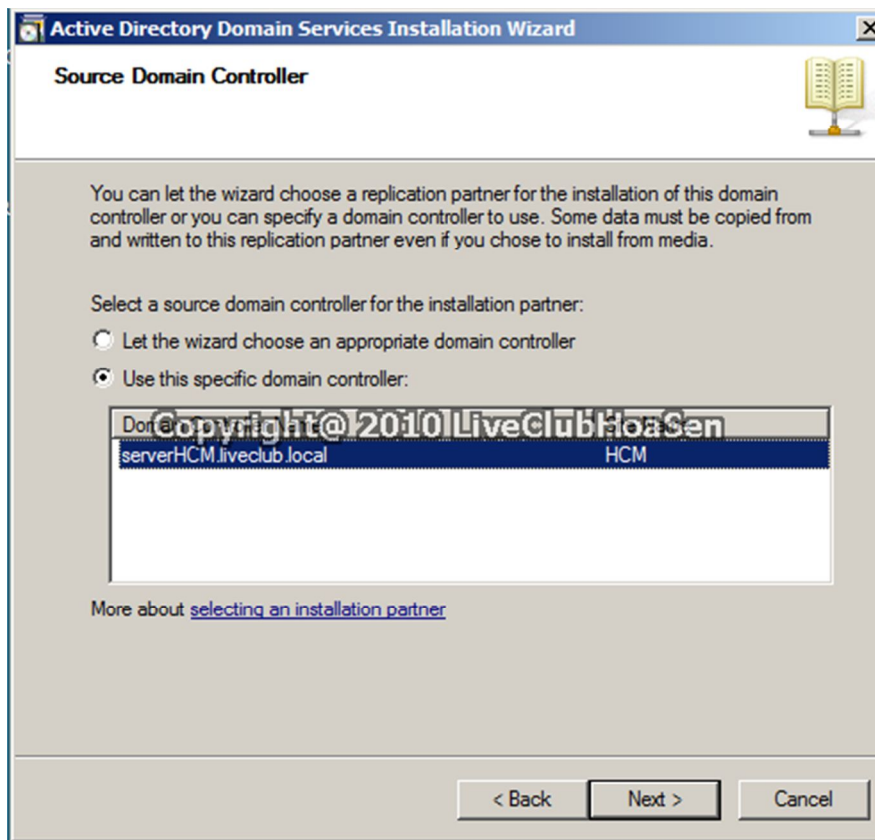 Active Directory Domain Services Installation Wizard
Source Domain Controller
You can let the wizard choose a replication partner for the installation of this domain
controller or you can specify a domain controller to use. Some data must be copied from
and written to this replication partner even if you chose to install from media.
Select a source domain controller for the installation partner:
Let the wizard choose an appropriate domain controller
Use this specific domain controller:
Copyright@ 2010 LiveClubHoaSen
serverHCM.liveclub.local HCM
More about selecting an installation partner
< Back Next > Cancel